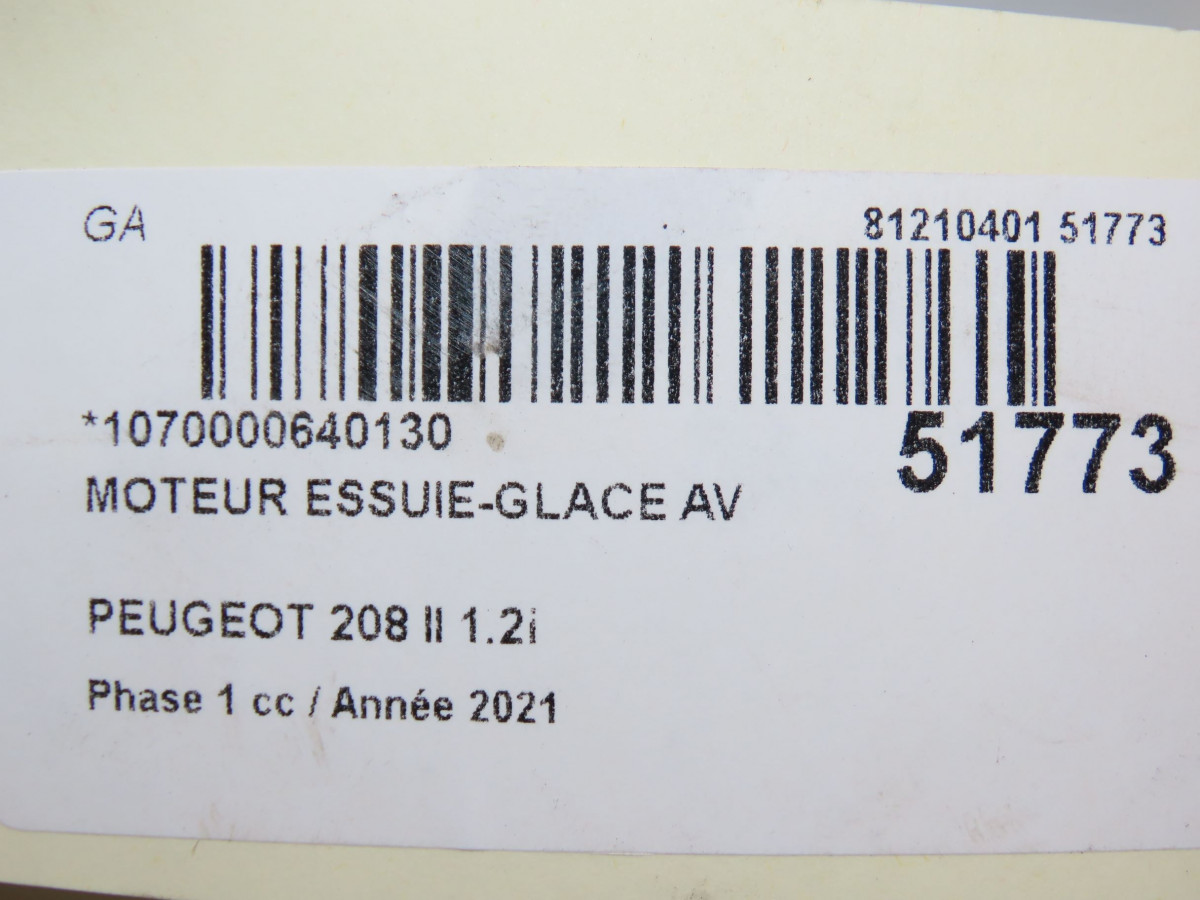 GA
81210401 51773
*1070000640130
51773
MOTEUR ESSUIE-GLACE AV
PEUGEOT 208 II 1.2i
Phase 1 cc / Année 2021